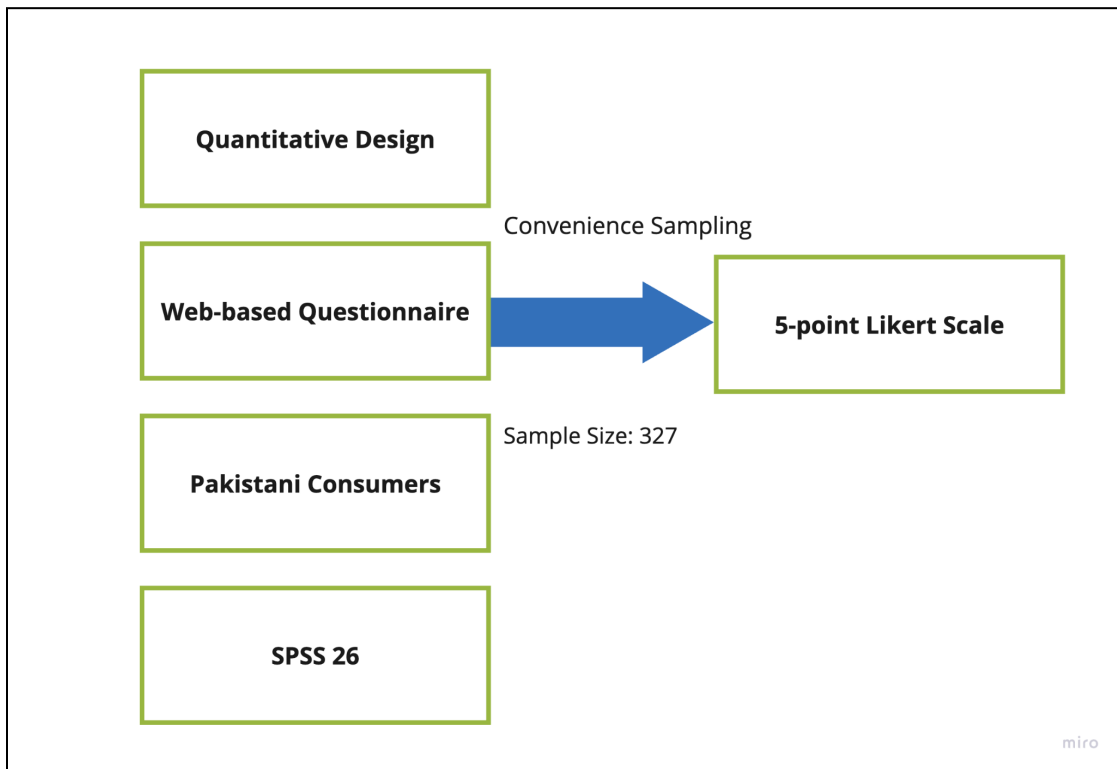 Quantitative Design
Convenience Sampling
Web-based Questionnaire
5-point Likert Scale
Sample Size: 327
Pakistani Consumers
SPSS 26
miro